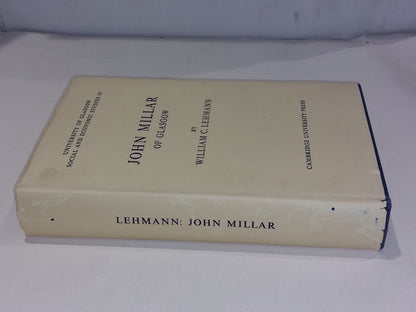 UNIVERSITY OF GLASGOW
SOCIAL AND ECONOMIC STUDIES IV
JOHN MILLAR
OF GLASGOW
BY
WILLIAM C. LEHMANN
CAMBRIDGE UNIVERSITY PRESS
LEHMANN: JOHN MILLAR